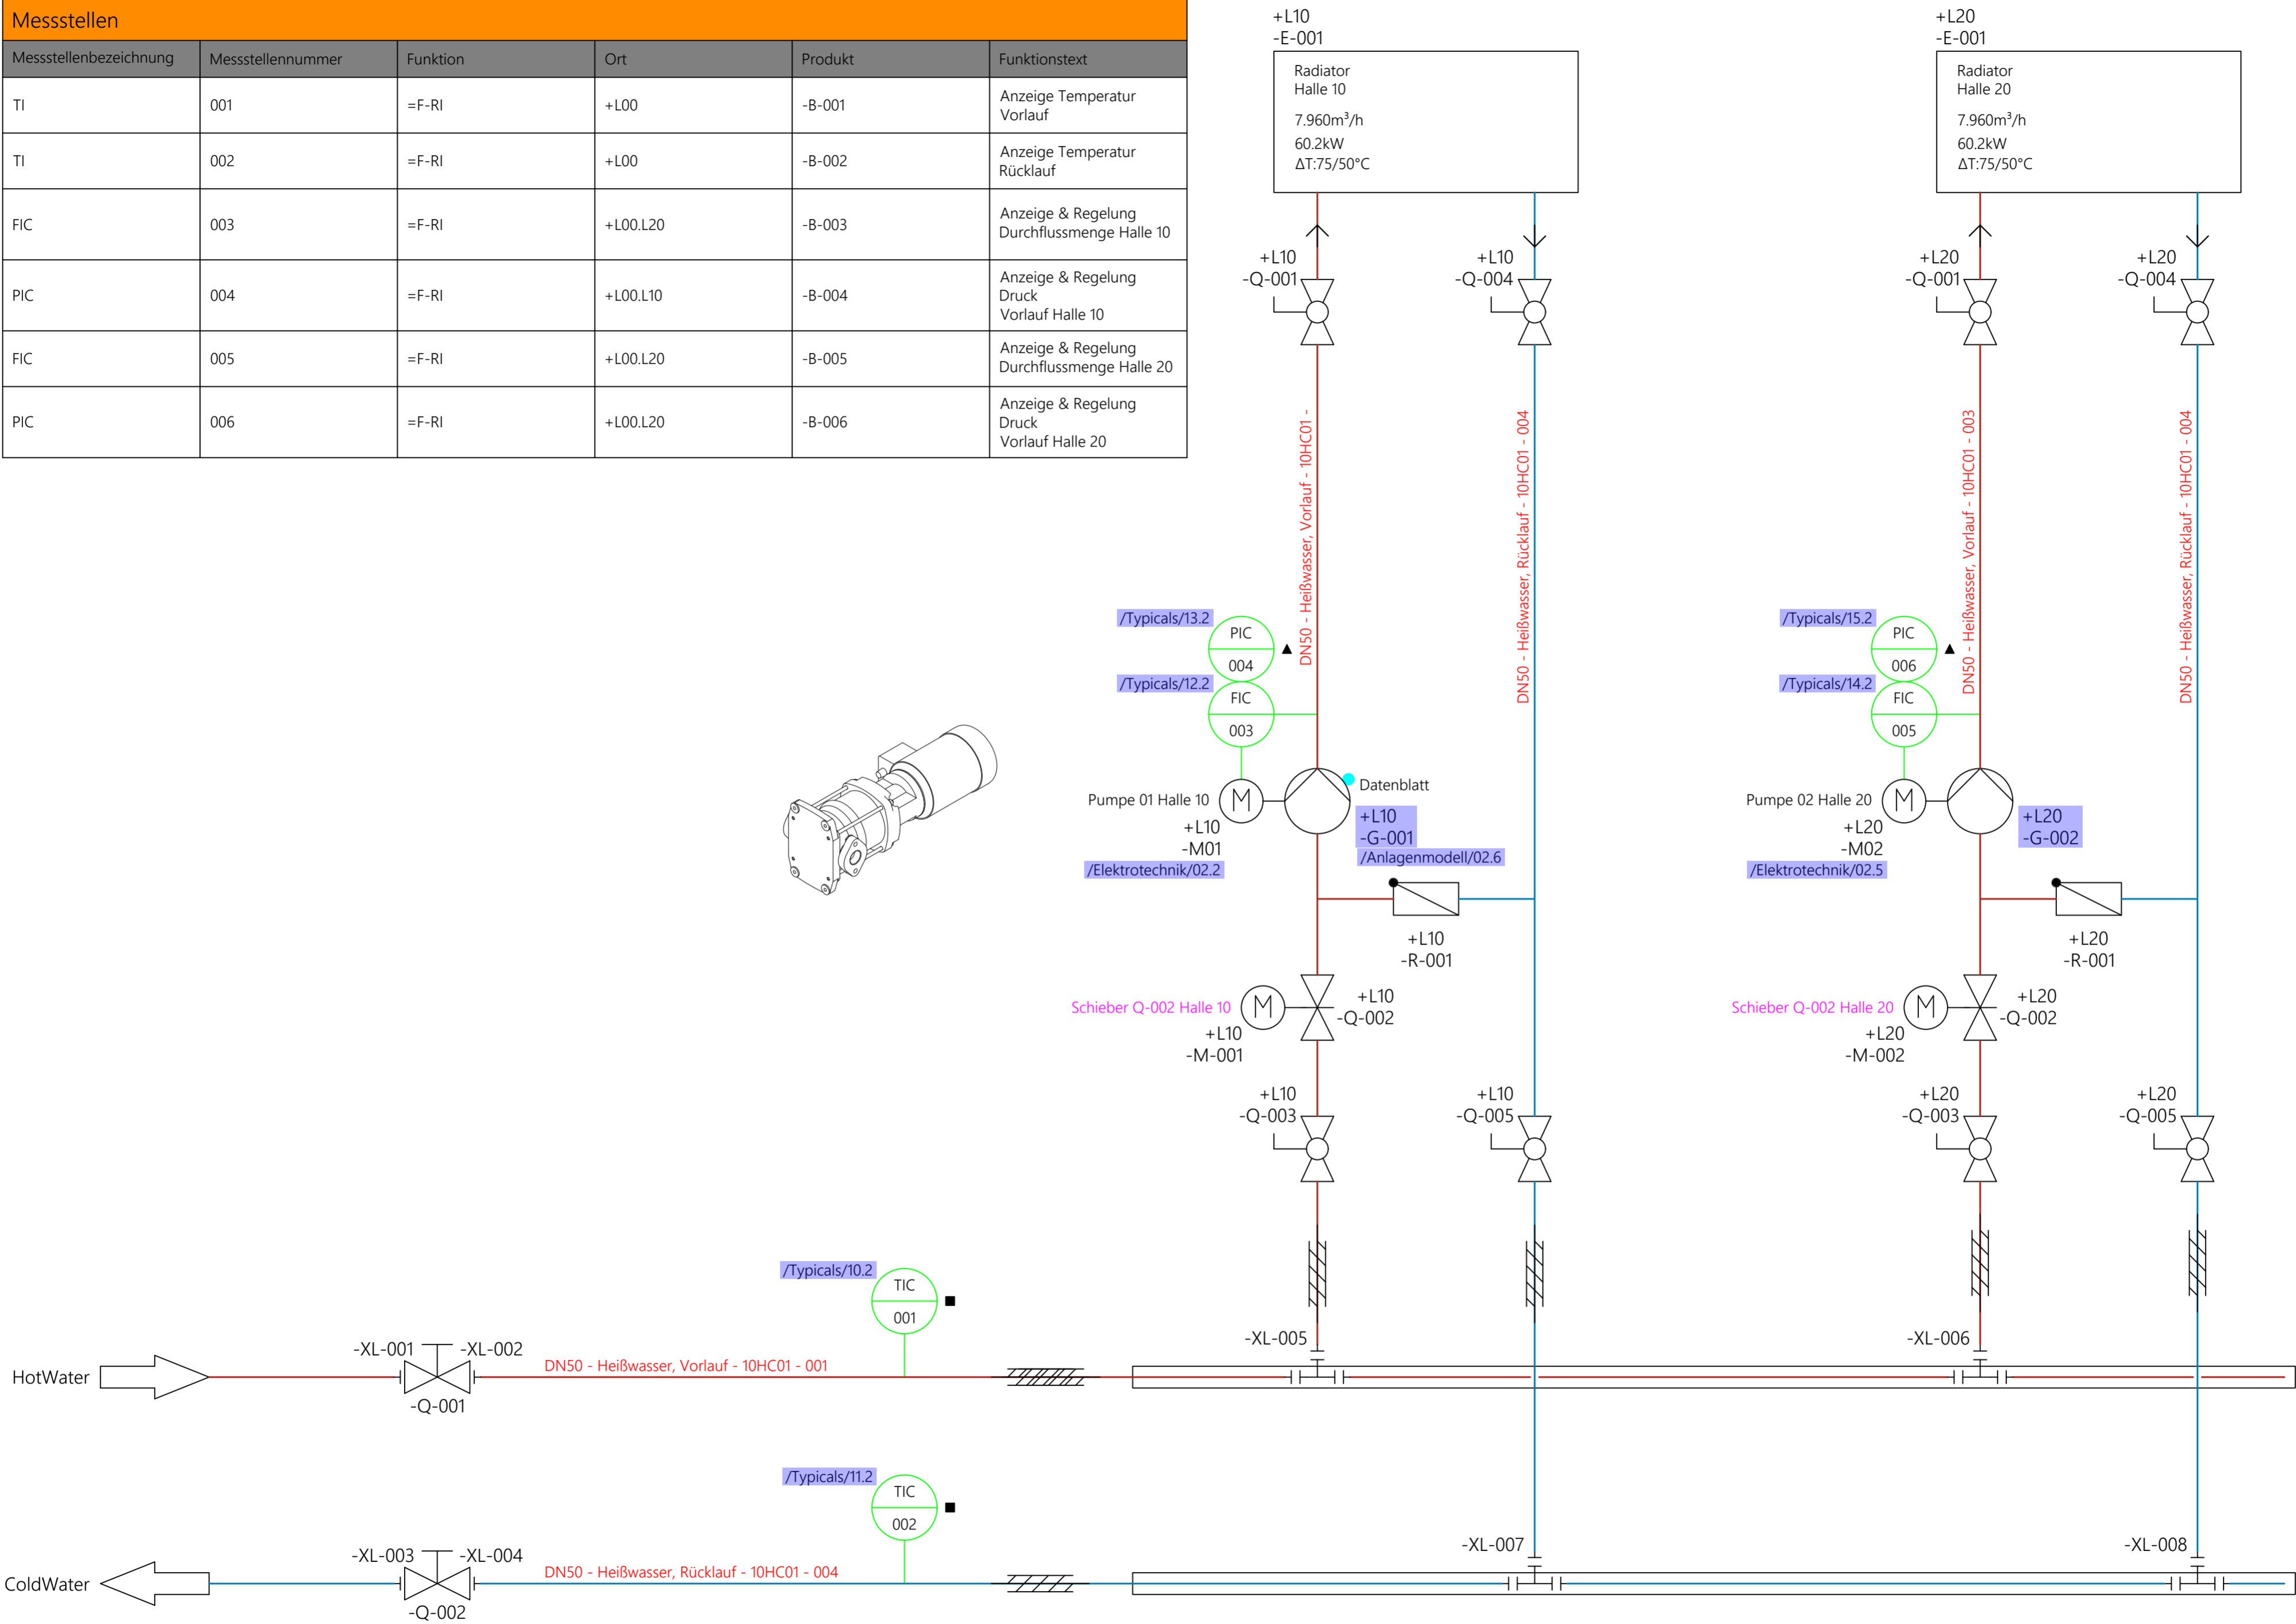 Messstellen
Messstellenbezeichnung Messstellennummer Funktion Ort Produkt Funktionstext
TI 001 =F-RI +L00 -B-001 Anzeige Temperatur
Vorlauf
TI 002 =F-RI +L00 -B-002 Anzeige Temperatur
Rücklauf
FIC 003 =F-RI +L00.L20 -B-003 Anzeige & Regelung
Durchflussmenge Halle 10
PIC 004 =F-RI +L00.L10 -B-004 Anzeige & Regelung
Druck
Vorlauf Halle 10
FIC 005 =F-RI +L00.L20 -B-005 Anzeige & Regelung
Durchflussmenge Halle 20
PIC 006 =F-RI +L00.L20 -B-006 Anzeige & Regelung
Druck
Vorlauf Halle 20
+L10
-E-001
Radiator
Halle 10
7.960m³/h
60.2kW
ΔT:75/50°C
+L10
-Q-001
+L10
-Q-004
DN50 - Heißwasser, Vorlauf - 10HC01 -
DN50 - Heißwasser, Rücklauf - 10HC01 - 004
/Typicals/13.2
PIC
004
/Typicals/12.2
FIC
003
Pumpe 01 Halle 10
M
+L10
-M01
/Elektrotechnik/02.2
Datenblatt
+L10
-G-001
/Anlagenmodell/02.6
+L10
-R-001
Schieber Q-002 Halle 10
M
+L10
-M-001
+L10
-Q-002
+L10
-Q-003
+L10
-Q-005
+L20
-E-001
Radiator
Halle 20
7.960m³/h
60.2kW
ΔT:75/50°C
+L20
-Q-001
+L20
-Q-004
DN50 - Heißwasser, Vorlauf - 10HC01 - 003
DN50 - Heißwasser, Rücklauf - 10HC01 - 004
/Typicals/15.2
PIC
006
/Typicals/14.2
FIC
005
Pumpe 02 Halle 20
M
+L20
-M02
/Elektrotechnik/02.5
+L20
-G-002
+L20
-R-001
Schieber Q-002 Halle 20
M
+L20
-M-002
+L20
-Q-002
+L20
-Q-003
+L20
-Q-005
/Typicals/10.2
TIC
001
HotWater
-XL-001
-XL-002
-Q-001
DN50 - Heißwasser, Vorlauf - 10HC01 - 001
-XL-005
-XL-006
/Typicals/11.2
TIC
002
ColdWater
-XL-003
-XL-004
-Q-002
DN50 - Heißwasser, Rücklauf - 10HC01 - 004
-XL-007
-XL-008